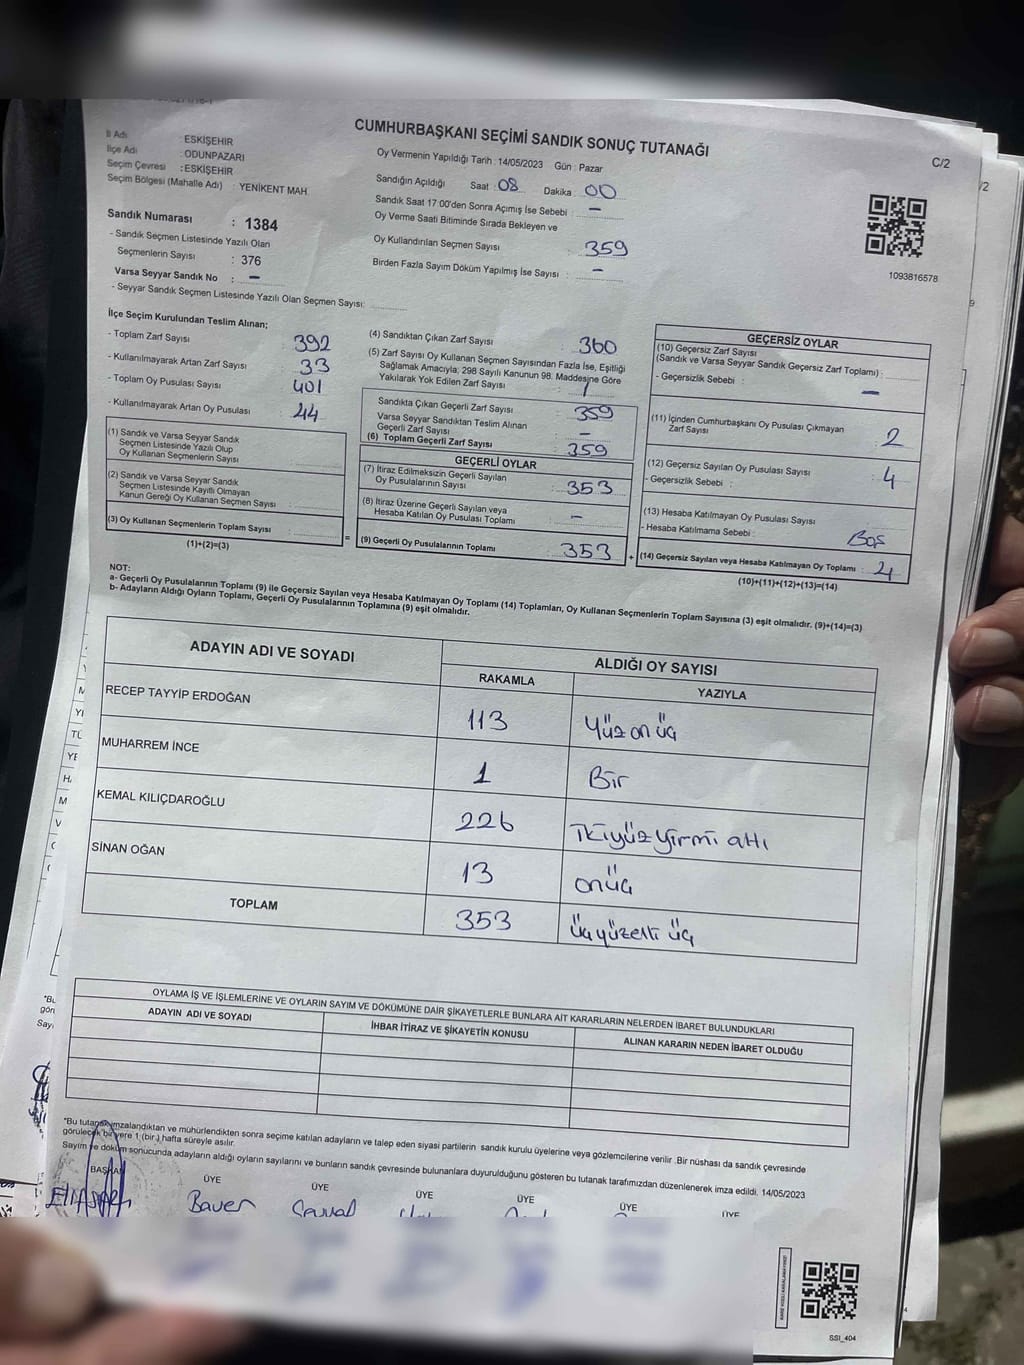 CUMHURBAŞKANI SEÇİMİ SANDIK SONUÇ TUTANAĞI
C/2
İl Adı : ESKİŞEHİR
İlçe Adı : ODUNPAZARI
Seçim Çevresi : ESKİŞEHİR
Seçim Bölgesi (Mahalle Adı) : YENİKENT MAH.
Sandık Numarası : 1384
- Sandık Seçmen Listesinde Yazılı Olan
Seçmenlerin Sayısı : 376
Varsa Seyyar Sandık No : –
- Seyyar Sandık Seçmen Listesinde Yazılı Olan Seçmen Sayısı:
Oy Vermenin Yapıldığı Tarih : 14/05/2023 Gün : Pazar
Sandığın Açıldığı Saat : 08 Dakika : 00
Sandık Saat 17:00'den Sonra Açımış İse Sebebi : –
Oy Verme Saati Bitiminde Sırada Bekleyen ve
Oy Kullandırılan Seçmen Sayısı : 359
Birden Fazla Sayım Döküm Yapılmış İse Sayısı : –
1093816578
İlçe Seçim Kurulundan Teslim Alınan;
- Toplam Zarf Sayısı : 392
- Kullanılmayarak Artan Zarf Sayısı : 33
- Toplam Oy Pusulası Sayısı : 401
- Kullanılmayarak Artan Oy Pusulası : 44
(1) Sandık ve Varsa Seyyar Sandık
Seçmen Listesinde Yazılı Olup
Oy Kullanan Seçmenlerin Sayısı :
(2) Sandık ve Varsa Seyyar Sandık
Seçmen Listesinde Kayıtlı Olmayan
Kanun Gereği Oy Kullanan Seçmen Sayısı :
(3) Oy Kullanan Seçmenlerin Toplam Sayısı :
(1)+(2)=(3)
=
(4) Sandıktan Çıkan Zarf Sayısı : 360
(5) Zarf Sayısı Oy Kullanan Seçmen Sayısından Fazla İse, Eşitliği
Sağlamak Amacıyla; 298 Sayılı Kanunun 98. Maddesine Göre
Yakılarak Yok Edilen Zarf Sayısı : 1
Sandıkta Çıkan Geçerli Zarf Sayısı : 359
Varsa Seyyar Sandıktan Teslim Alınan
Geçerli Zarf Sayısı : –
(6) Toplam Geçerli Zarf Sayısı : 359
GEÇERLİ OYLAR
(7) İtiraz Edilmeksizin Geçerli Sayılan
Oy Pusulalarının Sayısı : 353
(8) İtiraz Üzerine Geçerli Sayılan veya
Hesaba Katılan Oy Pusulası Toplamı : –
(9) Geçerli Oy Pusulalarının Toplamı : 353
+
GEÇERSİZ OYLAR
(10) Geçersiz Zarf Sayısı
(Sandık ve Varsa Seyyar Sandık Geçersiz Zarf Toplamı) :
- Geçersizlik Sebebi : –
(11) İçinden Cumhurbaşkanı Oy Pusulası Çıkmayan
Zarf Sayısı : 2
(12) Geçersiz Sayılan Oy Pusulası Sayısı : 4
- Geçersizlik Sebebi :
(13) Hesaba Katılmayan Oy Pusulası Sayısı :
- Hesaba Katılmama Sebebi : Boş
(14) Geçersiz Sayılan veya Hesaba Katılmayan Oy Toplamı :
(10)+(11)+(12)+(13)=(14)
NOT:
a- Geçerli Oy Pusulalarının Toplamı (9) ile Geçersiz Sayılan veya Hesaba Katılmayan Oy Toplamı (14) Toplamları, Oy Kullanan Seçmenlerin Toplam Sayısına (3) eşit olmalıdır. (9)+(14)=(3)
b- Adayların Aldığı Oyların Toplamı, Geçerli Oy Pusulalarının Toplamına (9) eşit olmalıdır.
ADAYIN ADI VE SOYADI
ALDIĞI OY SAYISI
RAKAMLA YAZIYLA
RECEP TAYYİP ERDOĞAN 113 Yüz on üç
MUHARREM İNCE 1 Bir
KEMAL KILIÇDAROĞLU 226 İkiyüz yirmi altı
SİNAN OĞAN 13 onüç
TOPLAM 353 üçyüzelli üç
OYLAMA İŞ VE İŞLEMLERİNE VE OYLARIN SAYIM VE DÖKÜMÜNE DAİR ŞİKAYETLERLE BUNLARA AİT KARARLARIN NELERDEN İBARET BULUNDUKLARI
ADAYIN ADI VE SOYADI
İHBAR İTİRAZ VE ŞİKAYETİN KONUSU
ALINAN KARARIN NEDEN İBARET OLDUĞU
*Bu tutanak imzalandıktan ve mühürlendikten sonra seçime katılan adayların ve talep eden siyasi partilerin sandık kurulu üyelerine veya gözlemcilerine verilir .Bir nüshası da sandık çevresinde
görülecek bir yere 1 (bir ) hafta süreyle asılır.
Sayım ve döküm sonucunda adayların aldığı oyların sayılarını ve bunların sandık çevresinde bulunanlara duyurulduğunu gösteren bu tutanak tarafımızdan düzenlenerek imza edildi. 14/05/2023
BAŞKAN ÜYE ÜYE ÜYE ÜYE ÜYE ÜYE
SSI_404